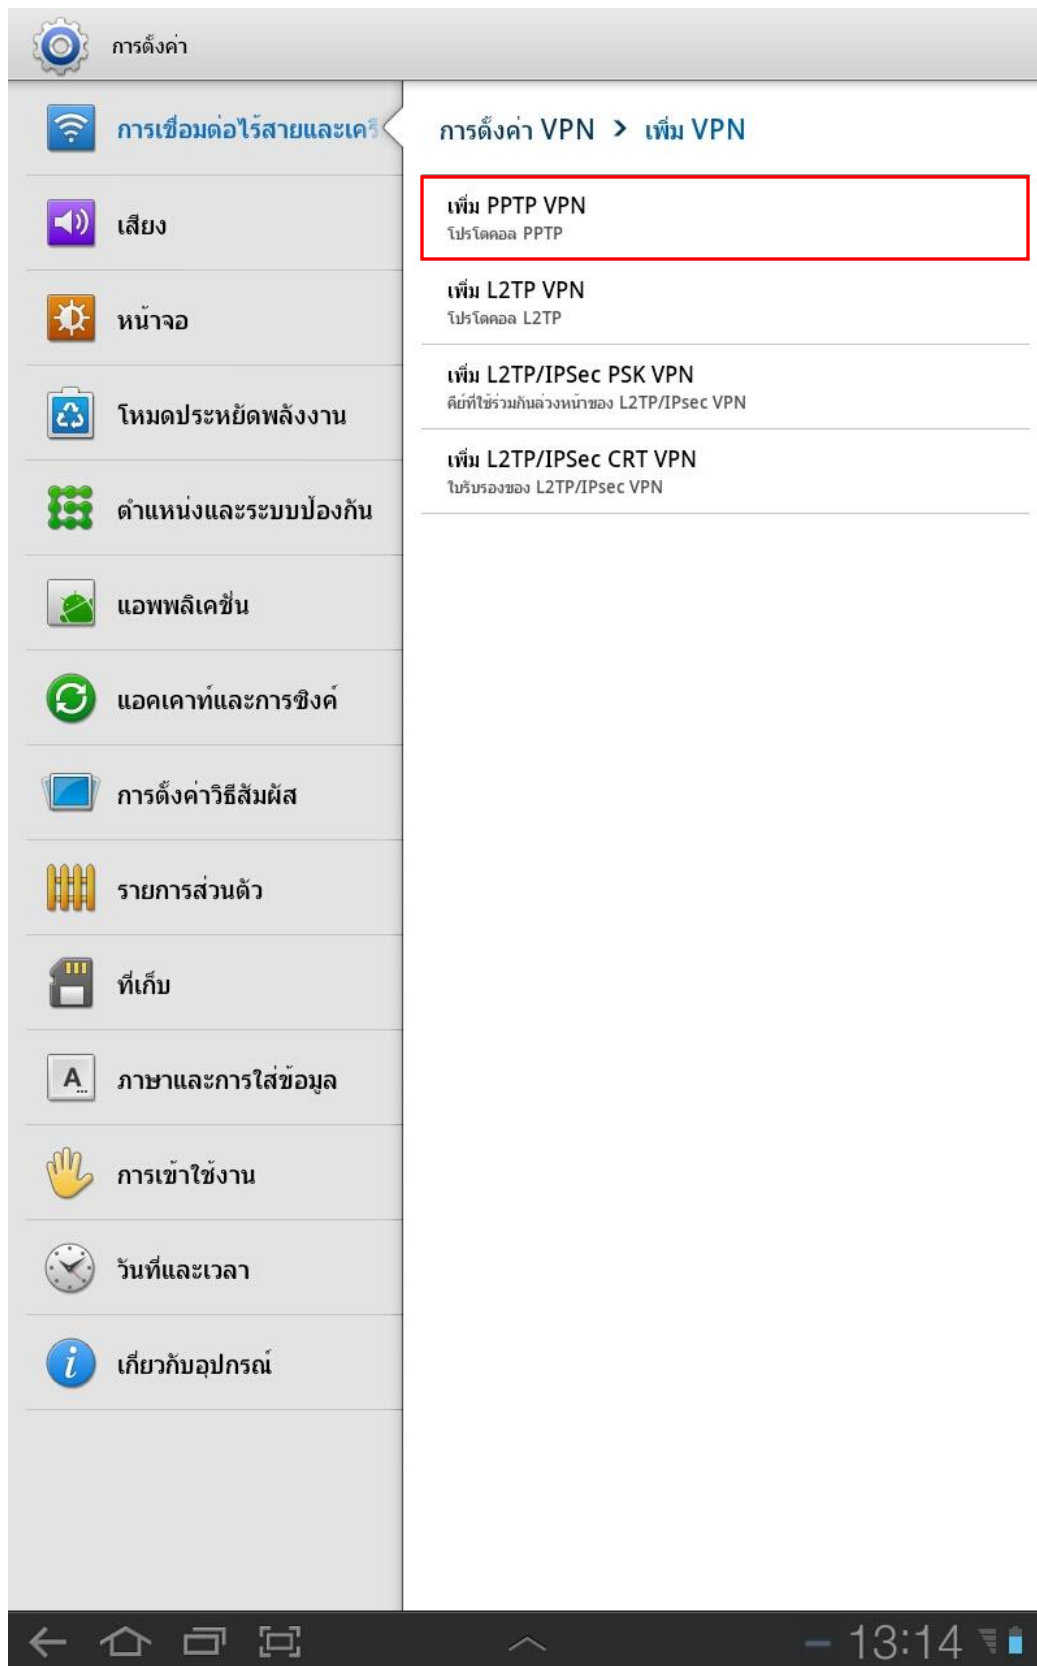 การตั้งค่า
การเชื่อมต่อไร้สายและเครื
การตั้งค่า VPN > เพิ่ม VPN
เสียง
หน้าจอ
โหมดประหยัดพลังงาน
ตำแหน่งและระบบป้องกัน
แอพพลิเคชั่น
แอคเคาท์และการซิงค์
การตั้งค่าวิธีสัมผัส
รายการส่วนตัว
ที่เก็บ
ภาษาและการใส่ข้อมูล
การเข้าใช้งาน
วันที่และเวลา
เกี่ยวกับอุปกรณ์
เพิ่ม PPTP VPN
โปรโตคอล PPTP
เพิ่ม L2TP VPN
โปรโตคอล L2TP
เพิ่ม L2TP/IPSec PSK VPN
คีย์ที่ใช้ร่วมกันล่วงหน้าของ L2TP/IPsec VPN
เพิ่ม L2TP/IPSec CRT VPN
ใบรับรองของ L2TP/IPsec VPN
13:14